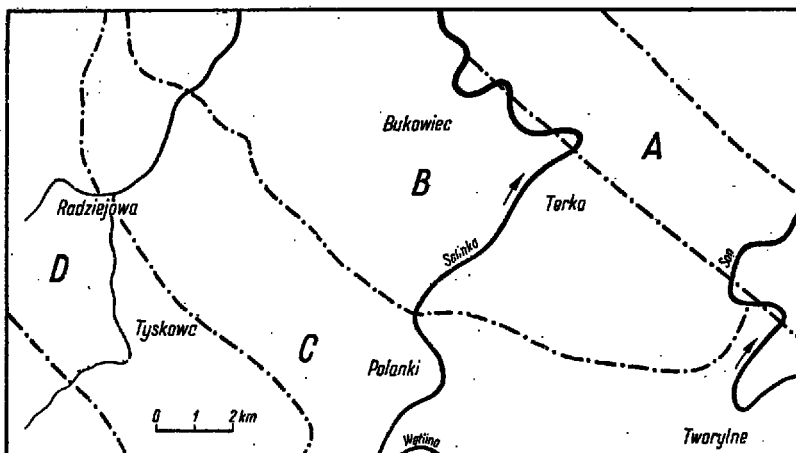 Bukowiec
A
B
Radziejowa
Terka
San
Solinka
D
Tyskowa
C
Polanki
0 1 2 km
Wetlina
Tworylne